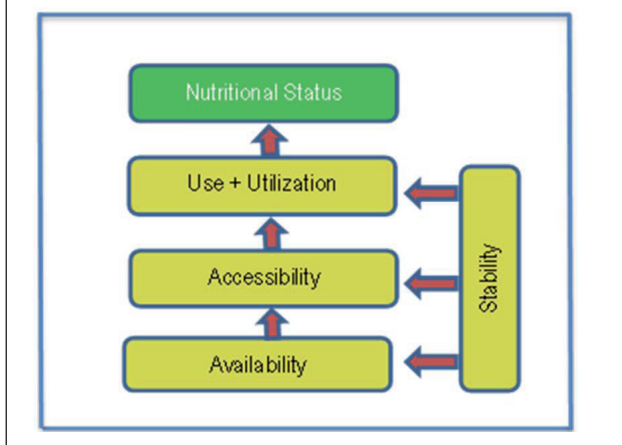 Nutritional Status
Use + Utilization
Accessibility
Availability
Stability